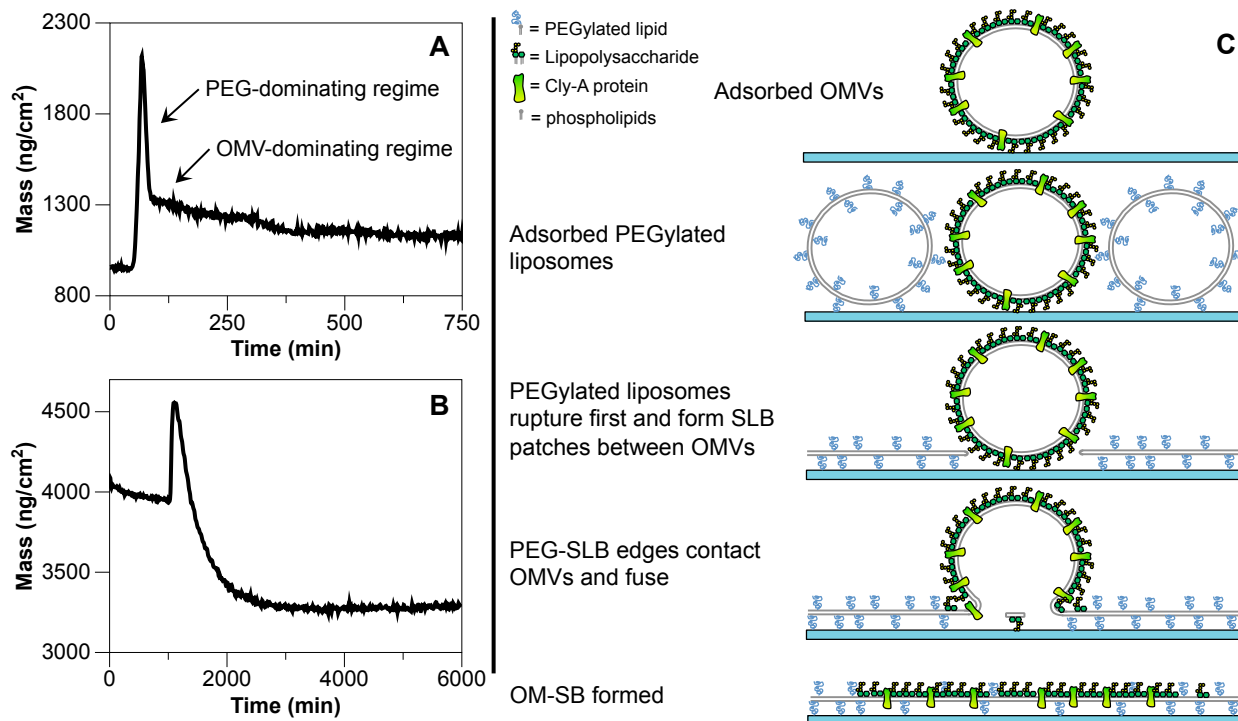 A
2300
1800
1300
800
Mass (ng/cm²)
PEG-dominating regime
OMV-dominating regime
0
250
500
750
Time (min)
B
4500
4000
3500
3000
Mass (ng/cm²)
0
2000
4000
6000
Time (min)
C
= PEGylated lipid
= Lipopolysaccharide
= Cly-A protein
= phospholipids
Adsorbed OMVs
Adsorbed PEGylated
liposomes
PEGylated liposomes
rupture first and form SLB
patches between OMVs
PEG-SLB edges contact
OMVs and fuse
OM-SB formed